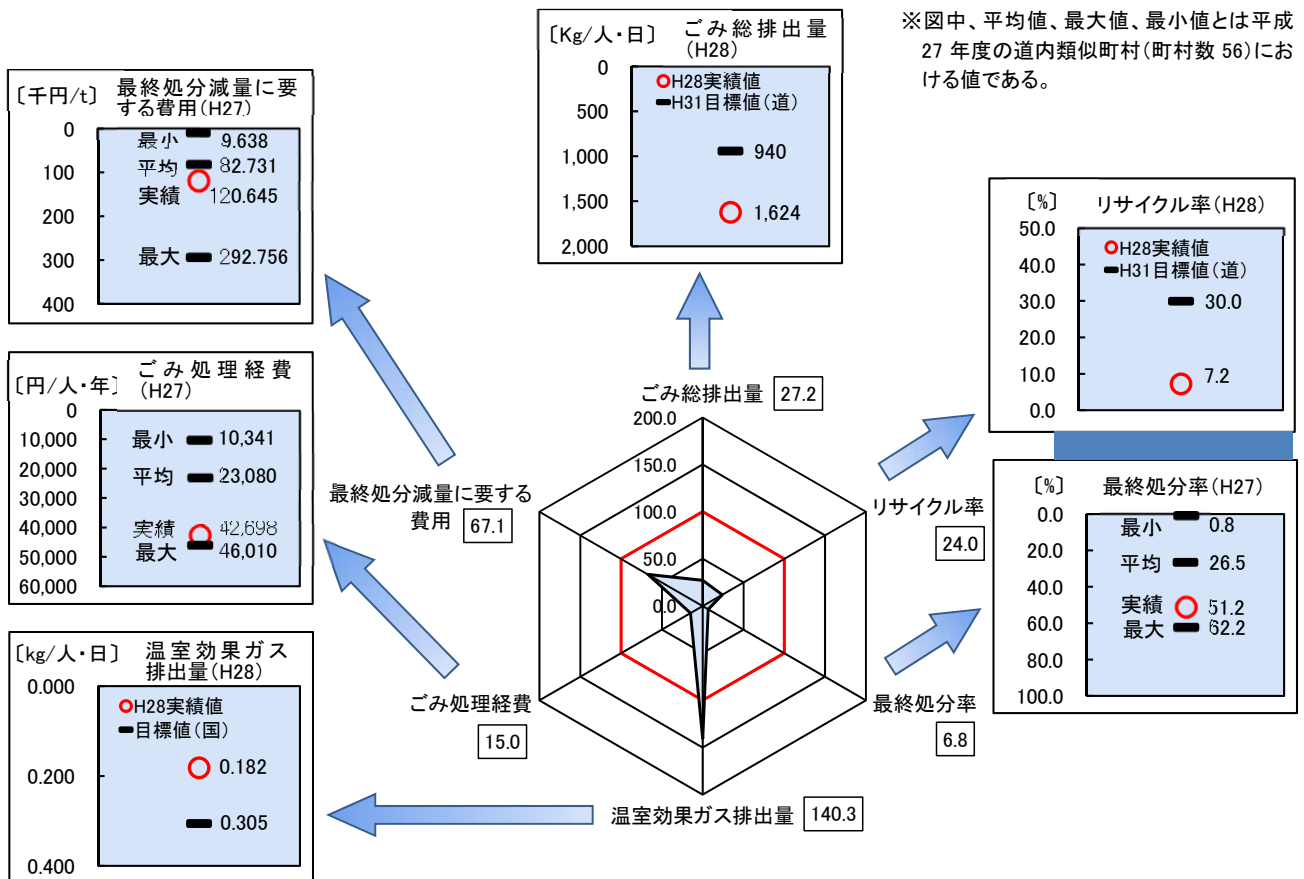 ※図中、平均値、最大値、最小値とは平成
27 年度の道内類似町村(町村数 56)にお
ける値である。
〔Kg/人・日〕 ごみ総排出量
(H28)
0
500
1,000
1,500
2,000
H28実績値
H31目標値(道)
940
1,624
〔千円/t〕 最終処分減量に要
する費用(H27)
0
100
200
300
400
最小 9.638
平均 82.731
実績 120.645
最大 292.756
〔%〕 リサイクル率(H28)
50.0
40.0
30.0
20.0
10.0
0.0
H28実績値
H31目標値(道)
30.0
7.2
〔円/人・年〕 ごみ処理経費
(H27)
0
10,000
20,000
30,000
40,000
50,000
60,000
最小 10,341
平均 23,080
実績 42,698
最大 46,010
ごみ総排出量 27.2
200.0
150.0
100.0
50.0
0.0
最終処分減量に要する
費用 67.1
リサイクル率
24.0
ごみ処理経費
15.0
最終処分率
6.8
温室効果ガス排出量 140.3
〔%〕 最終処分率(H27)
0.0
20.0
40.0
60.0
80.0
100.0
最小 0.8
平均 26.5
実績 51.2
最大 62.2
〔kg/人・日〕 温室効果ガス
排出量(H28)
0.000
0.200
0.400
H28実績値
目標値(国)
0.182
0.305